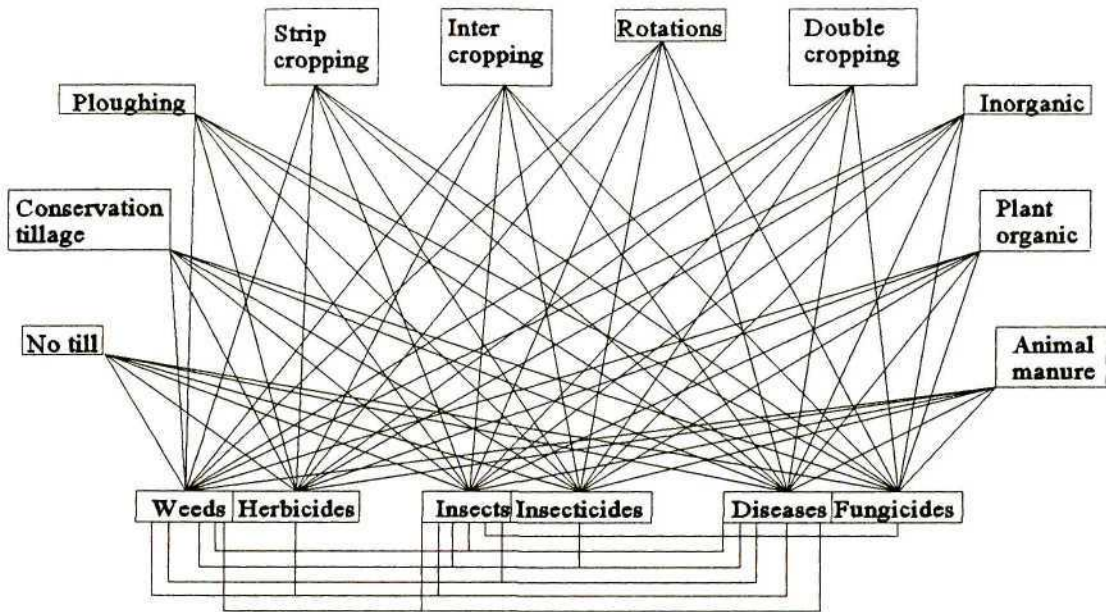 Strip
cropping
Inter
cropping
Rotations
Double
cropping
Ploughing
Inorganic
Conservation
tillage
Plant
organic
No till
Animal
manure
Weeds
Herbicides
Insects
Insecticides
Diseases
Fungicides